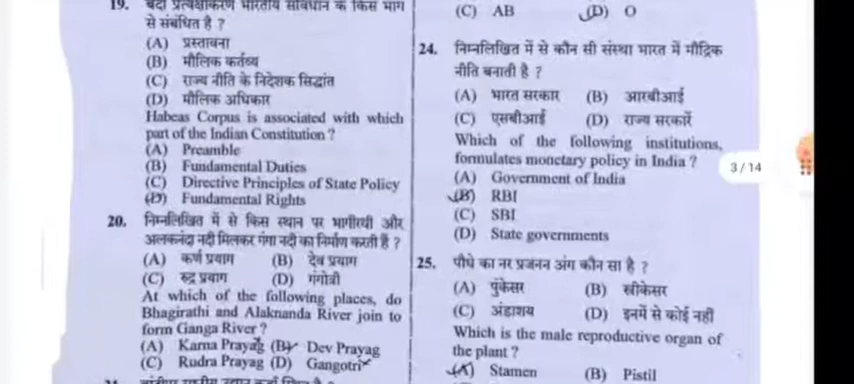 19. बंदी प्रत्यक्षीकरण भारतीय संविधान के किस भाग
से संबंधित है ?
(A) प्रस्तावना
(B) मौलिक कर्तव्य
(C) राज्य नीति के निदेशक सिद्धांत
(D) मौलिक अधिकार
Habeas Corpus is associated with which
part of the Indian Constitution ?
(A) Preamble
(B) Fundamental Duties
(C) Directive Principles of State Policy
(D) Fundamental Rights
20. निम्नलिखित में से किस स्थान पर भागीरथी और
अलकनंदा नदी मिलकर गंगा नदी का निर्माण करती है ?
(A) कर्ण प्रयाग (B) देव प्रयाग
(C) रुद्र प्रयाग (D) गंगोत्री
At which of the following places, do
Bhagirathi and Alaknanda River join to
form Ganga River ?
(A) Karna Prayag (B) Dev Prayag
(C) Rudra Prayag (D) Gangotri
(C) AB (D) O
24. निम्नलिखित में से कौन सी संस्था भारत में मौद्रिक
नीति बनाती है ?
(A) भारत सरकार (B) आरबीआई
(C) एसबीआई (D) राज्य सरकारें
Which of the following institutions,
formulates monetary policy in India ?
(A) Government of India
(B) RBI
(C) SBI
(D) State governments
25. पौधे का नर प्रजनन अंग कौन सा है ?
(A) पुंकेसर (B) स्त्रीकेसर
(C) अंडाशय (D) इनमें से कोई नहीं
Which is the male reproductive organ of
the plant ?
(A) Stamen (B) Pistil
3 / 14